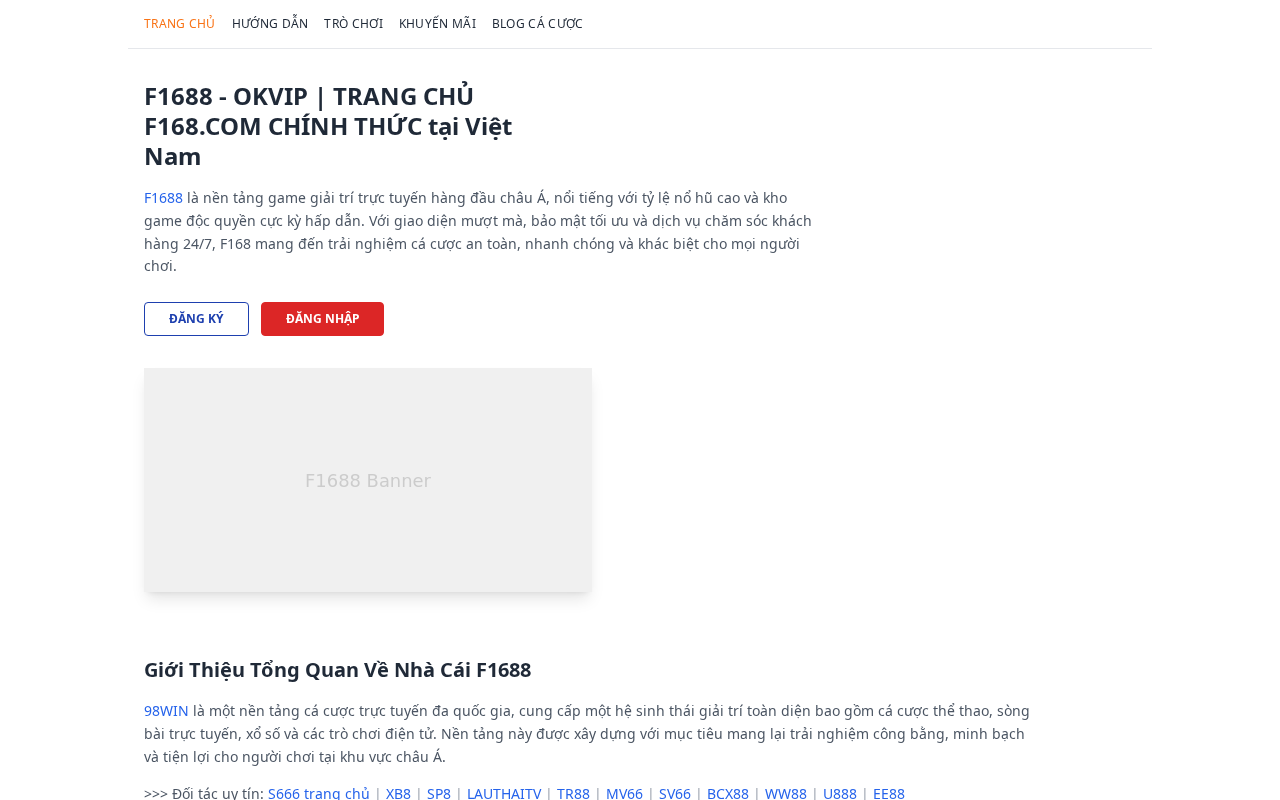 TRANG CHỦ HƯỚNG DẪN TRÒ CHƠI KHUYẾN MÃI BLOG CÁ CƯỢC
F1688 - OKVIP | TRANG CHỦ
F168.COM CHÍNH THỨC tại Việt
Nam
F1688 là nền tảng game giải trí trực tuyến hàng đầu châu Á, nổi tiếng với tỷ lệ nổ hũ cao và kho
game độc quyền cực kỳ hấp dẫn. Với giao diện mượt mà, bảo mật tối ưu và dịch vụ chăm sóc khách
hàng 24/7, F168 mang đến trải nghiệm cá cược an toàn, nhanh chóng và khác biệt cho mọi người
chơi.
ĐĂNG KÝ ĐĂNG NHẬP
F1688 Banner
Giới Thiệu Tổng Quan Về Nhà Cái F1688
98WIN là một nền tảng cá cược trực tuyến đa quốc gia, cung cấp một hệ sinh thái giải trí toàn diện bao gồm cá cược thể thao, sòng
bài trực tuyến, xổ số và các trò chơi điện tử. Nền tảng này được xây dựng với mục tiêu mang lại trải nghiệm công bằng, minh bạch
và tiện lợi cho người chơi tại khu vực châu Á.
>>> Đối tác uy tín: S666 trang chủ | XB8 | SP8 | LAUTHAITV | TR88 | MV66 | SV66 | BCX88 | WW88 | U888 | EE88